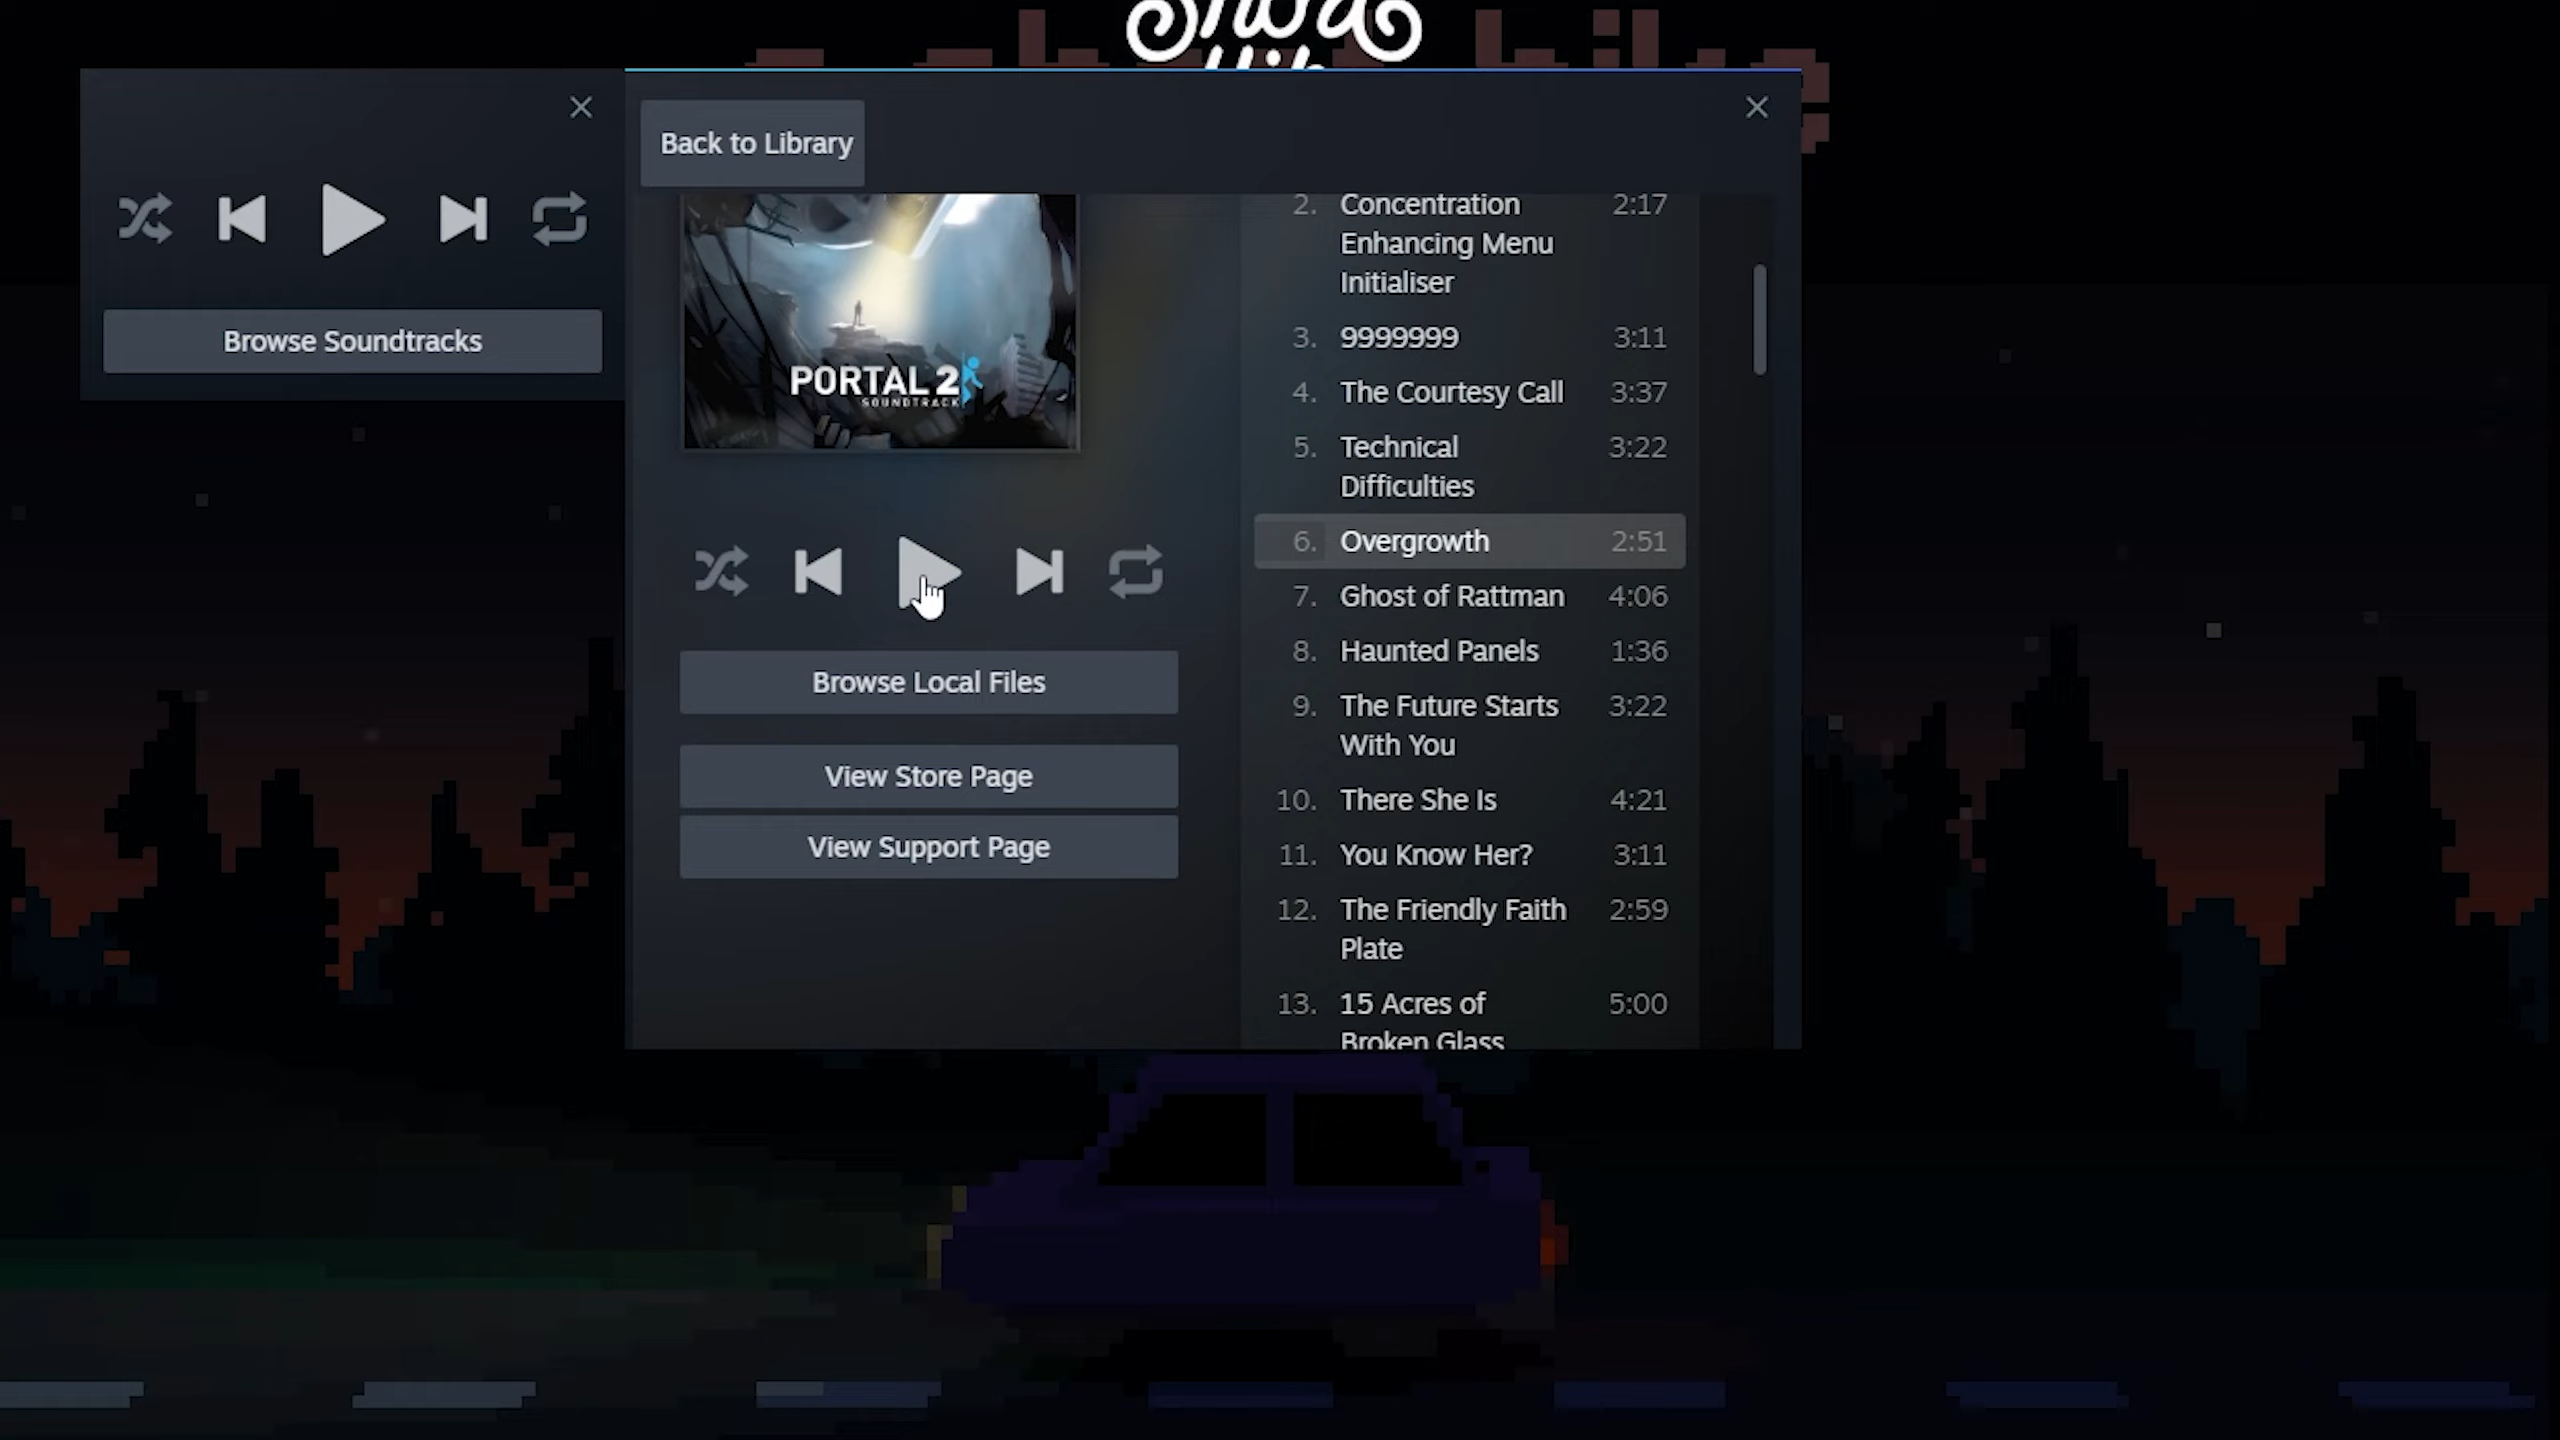 Short
Hike
a short hike
Back to Library
Browse Soundtracks
PORTAL 2
SOUNDTRACK
Browse Local Files
View Store Page
View Support Page
2. Concentration 2:17
Enhancing Menu
Initialiser
3. 9999999 3:11
4. The Courtesy Call 3:37
5. Technical 3:22
Difficulties
6. Overgrowth 2:51
7. Ghost of Rattman 4:06
8. Haunted Panels 1:36
9. The Future Starts 3:22
With You
10. There She Is 4:21
11. You Know Her? 3:11
12. The Friendly Faith 2:59
Plate
13. 15 Acres of 5:00
Broken Glass